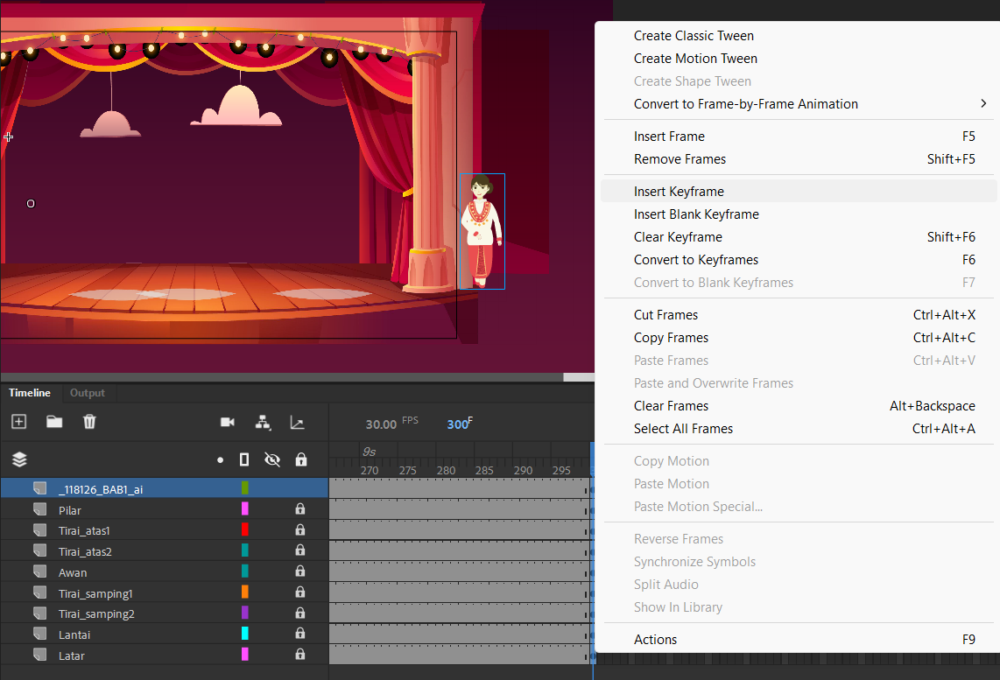 Create Classic Tween
Create Motion Tween
Create Shape Tween
Convert to Frame-by-Frame Animation
Insert Frame F5
Remove Frames Shift+F5
Insert Keyframe
Insert Blank Keyframe
Clear Keyframe Shift+F6
Convert to Keyframes F6
Convert to Blank Keyframes F7
Cut Frames Ctrl+Alt+X
Copy Frames Ctrl+Alt+C
Paste Frames Ctrl+Alt+V
Paste and Overwrite Frames
Clear Frames Alt+Backspace
Select All Frames Ctrl+Alt+A
Copy Motion
Paste Motion
Paste Motion Special...
Reverse Frames
Synchronize Symbols
Split Audio
Show In Library
Actions F9
Timeline Output
30.00 FPS 300F
9s
270 275 280 285 290 295
_118126_BAB1_ai
Pilar
Tirai_atas1
Tirai_atas2
Awan
Tirai_samping1
Tirai_samping2
Lantai
Latar